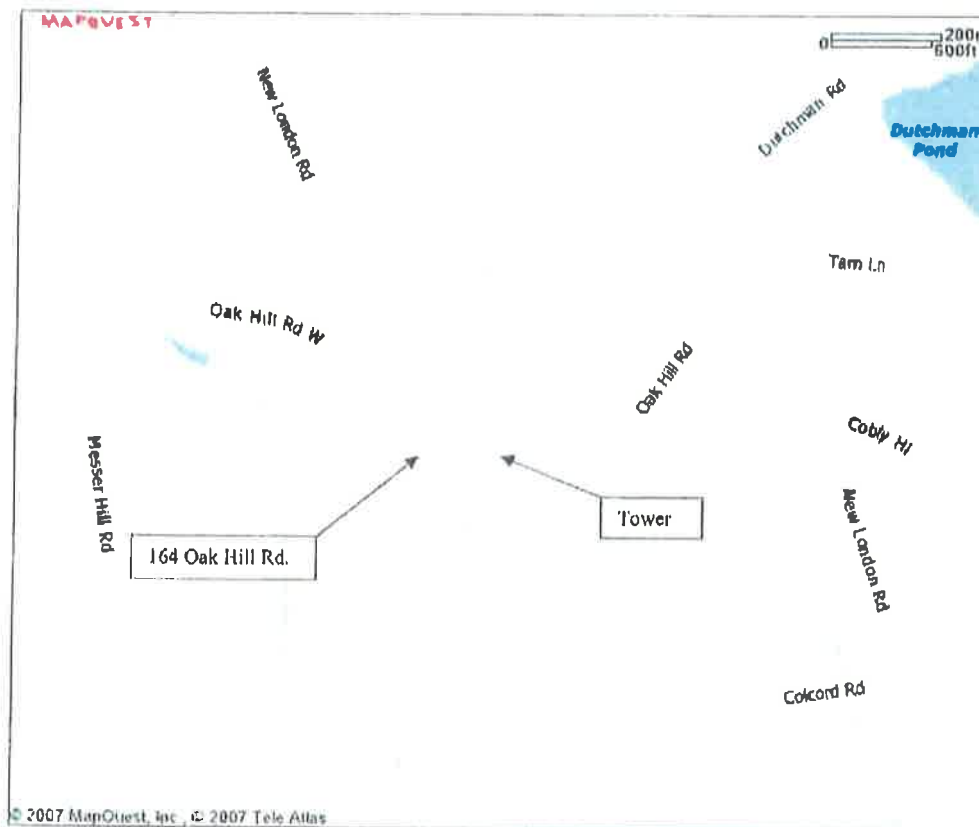 MAPQUEST
0 200m
600ft
New London Rd
Dutchman Rd
Dutchman
Pond
Tam Ln
Oak Hill Rd W
Oak Hill Rd
Cobly Hl
Messer Hill Rd
New London Rd
Tower
164 Oak Hill Rd.
Colcord Rd
© 2007 MapQuest, Inc., © 2007 Tele Atlas